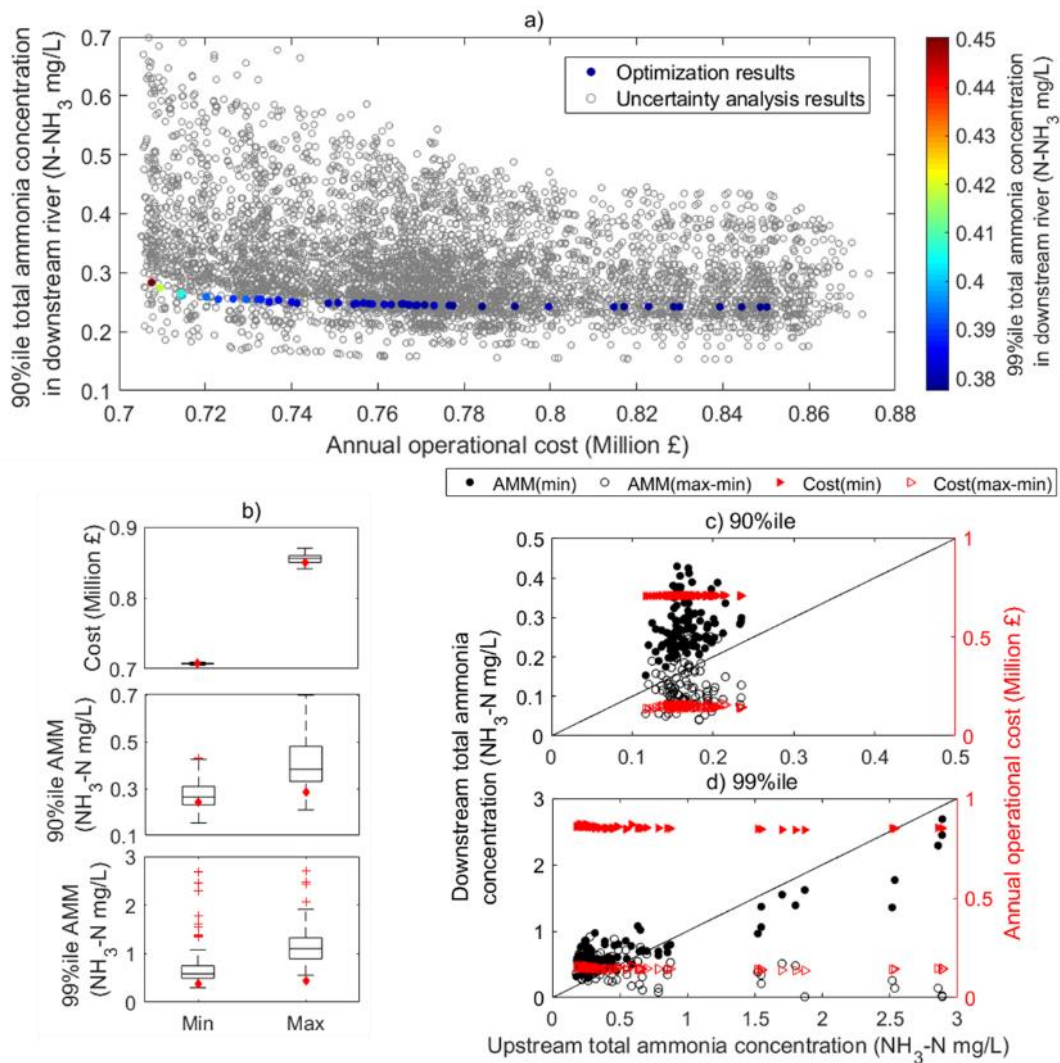 a)
90%ile total ammonia concentration
in downstream river (N-NH3 mg/L)
0.7
0.6
0.5
0.4
0.3
0.2
0.1
Optimization results
Uncertainty analysis results
0.7
0.72
0.74
0.76
0.78
0.8
0.82
0.84
0.86
0.88
Annual operational cost (Million £)
0.45
0.44
0.43
0.42
0.41
0.4
0.39
0.38
99%ile total ammonia concentration
in downstream river (N-NH3 mg/L)
AMM(min)
AMM(max-min)
Cost(min)
Cost(max-min)
b)
Cost (Million £)
0.9
0.8
0.7
90%ile AMM
(NH3-N mg/L)
0.7
0.5
0.3
0.1
99%ile AMM
(NH3-N mg/L)
3
2
1
0
Min
Max
Downstream total ammonia
concentration (NH3-N mg/L)
c) 90%ile
0.5
0.4
0.3
0.2
0.1
0
0
0.1
0.2
0.3
0.4
0.5
1
0.5
0
d) 99%ile
3
2
1
0
0
0.5
1
1.5
2
2.5
3
1
0.5
0
Annual operational cost (Million £)
Upstream total ammonia concentration (NH3-N mg/L)